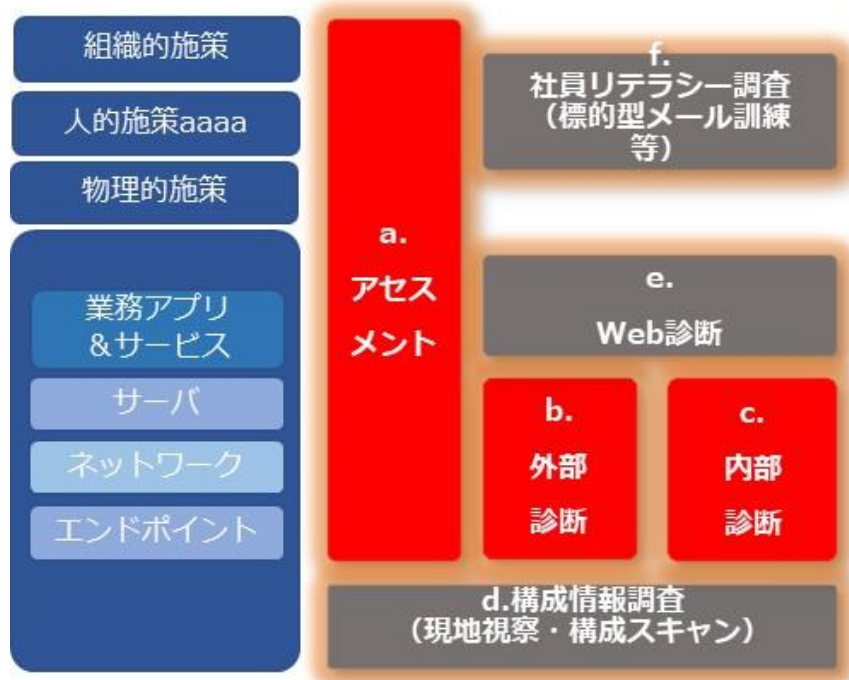 組織的施策
人的施策aaaa
物理的施策
業務アプリ
&サービス
サーバ
ネットワーク
エンドポイント
a.
アセス
メント
f.
社員リテラシー調査
（標的型メール訓練
等）
e.
Web診断
b.
外部
診断
c.
内部
診断
d.構成情報調査
（現地視察・構成スキャン）